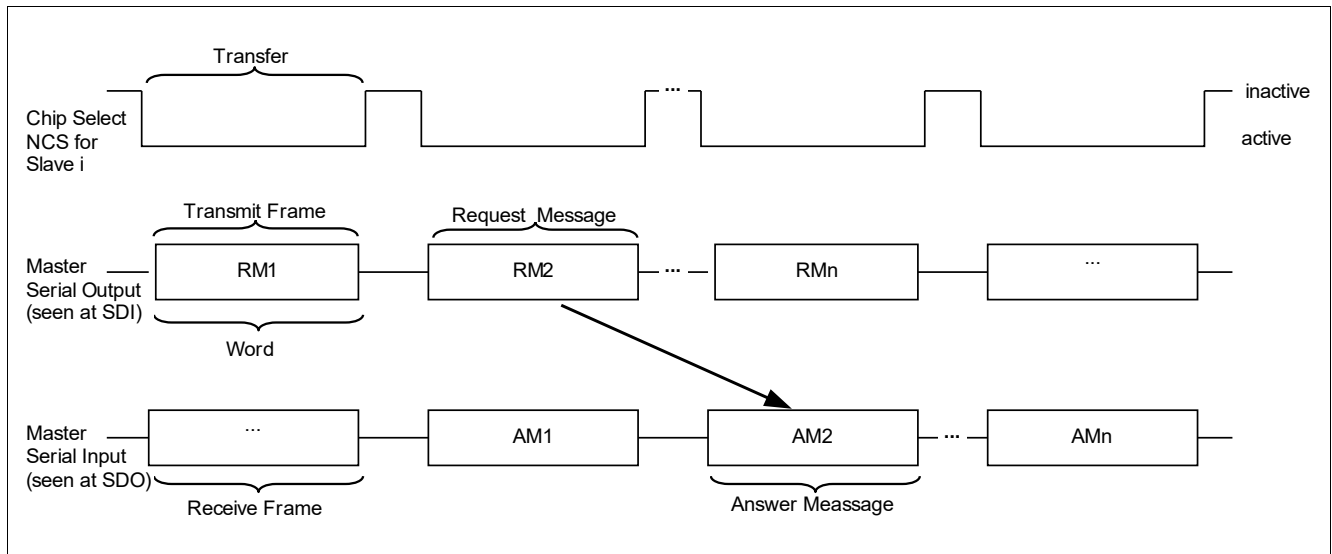 Transfer
...
inactive
Chip Select
NCS for
Slave i
active
Transmit Frame
Request Message
Master
Serial Output
(seen at SDI)
RM1
RM2
...
RMn
...
Word
Master
Serial Input
(seen at SDO)
...
AM1
AM2
...
AMn
Receive Frame
Answer Meassage